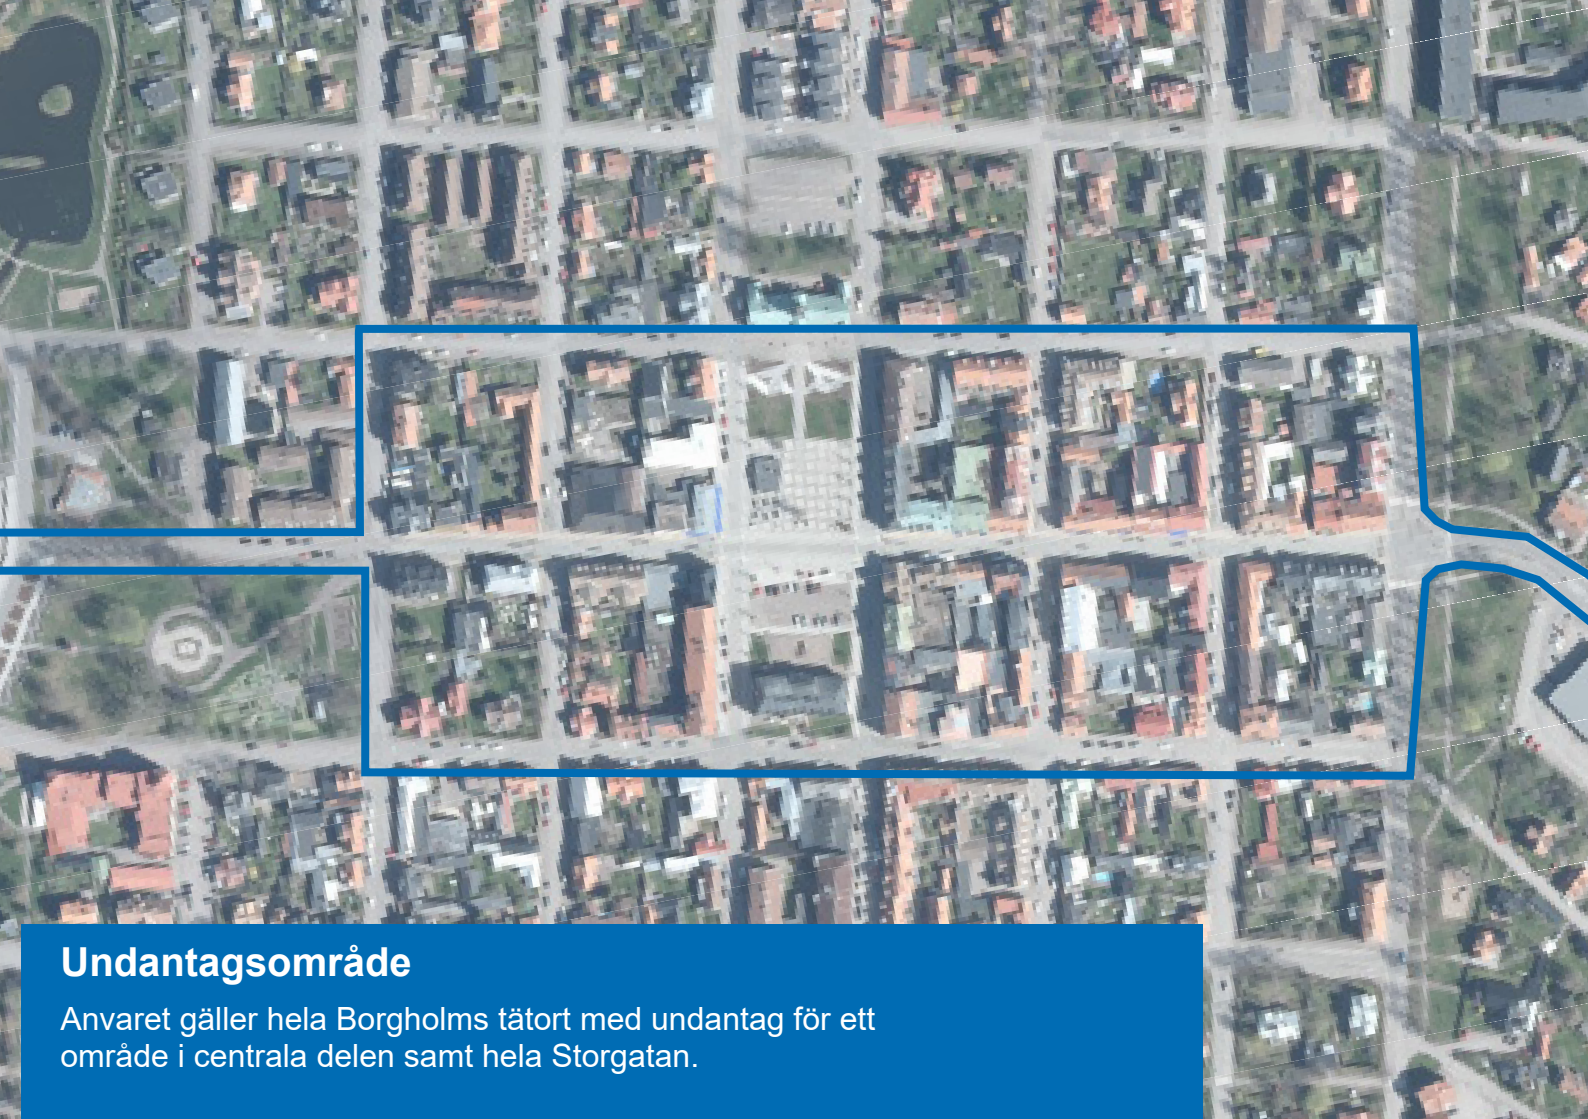 Undantagsområde
Anvaret gäller hela Borgholms tätort med undantag för ett
område i centrala delen samt hela Storgatan.